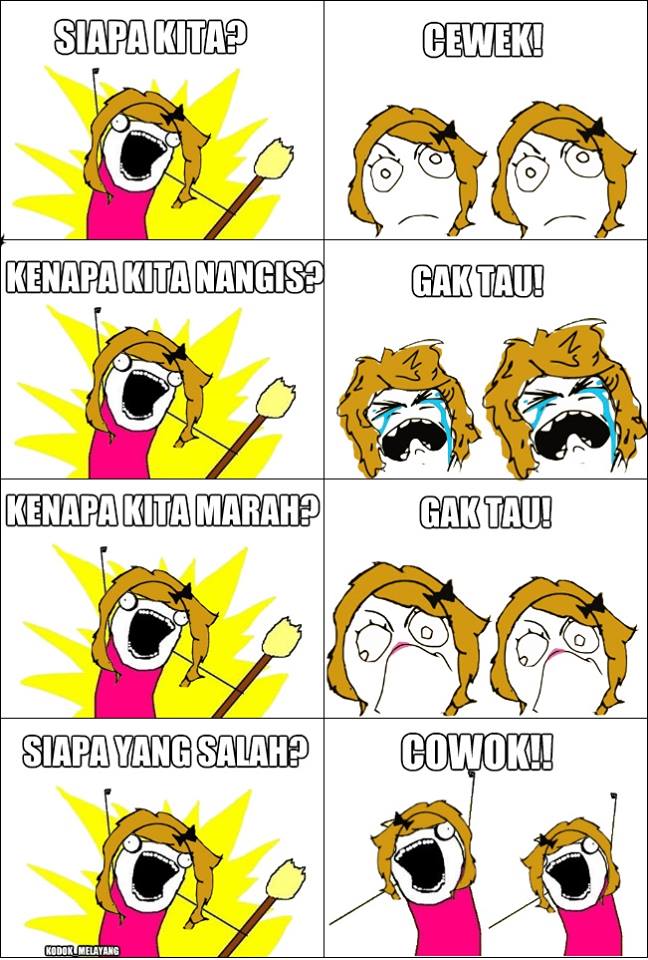 SIAPA KITA?
CEWEK!
KENAPA KITA NANGIS?
GAK TAU!
KENAPA KITA MARAH?
GAK TAU!
SIAPA YANG SALAH?
COWOK!!
KODOK_MELAYANG